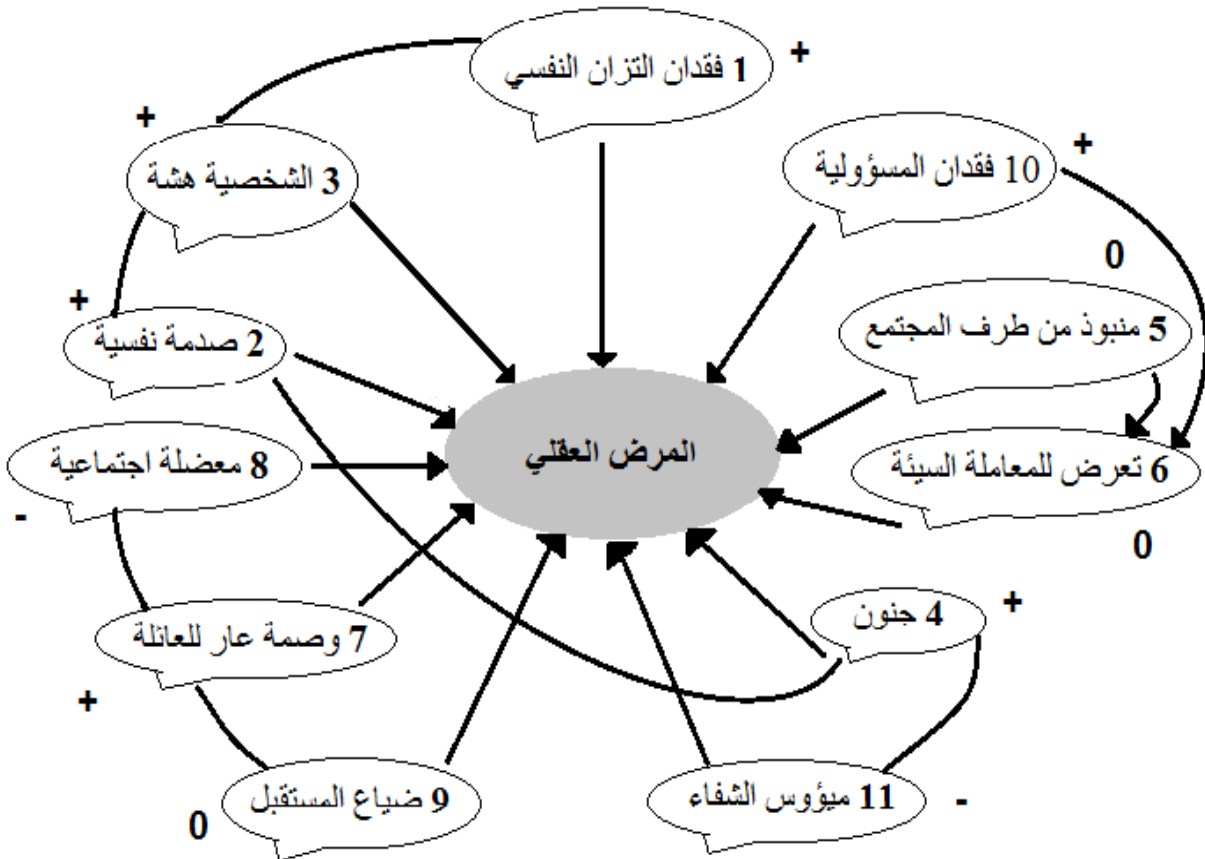 +
1 فقدان التزان النفسي
+
3 الشخصية هشة
+
10 فقدان المسؤولية
0
5 منبوذ من طرف المجتمع
+
2 صدمة نفسية
المرض العقلي
8 معضلة اجتماعية
-
6 تعرض للمعاملة السيئة
0
4 جنون
+
7 وصمة عار للعائلة
+
9 ضياع المستقبل
0
11 ميؤوس الشفاء
-